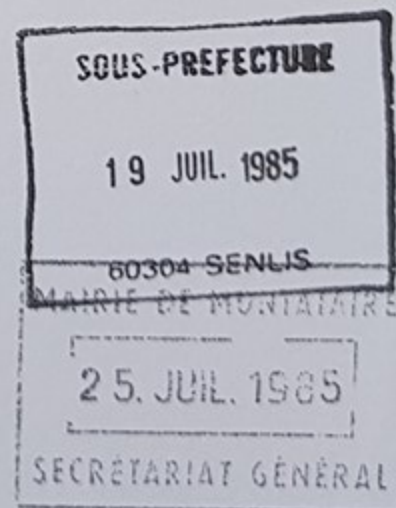 SOUS-PREFECTURE
19 JUIL. 1985
60304 SENLIS
MAIRIE DE MONTATAIRE
25. JUIL. 1985
SECRÉTARIAT GÉNÉRAL